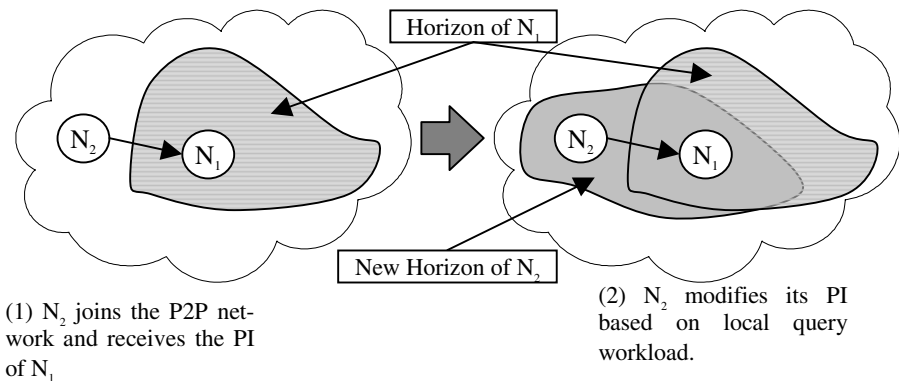 Horizon of N₁
N₂
N₁
N₂
N₁
New Horizon of N₂
(1) N₂ joins the P2P net-
work and receives the PI
of N₁
(2) N₂ modifies its PI
based on local query
workload.